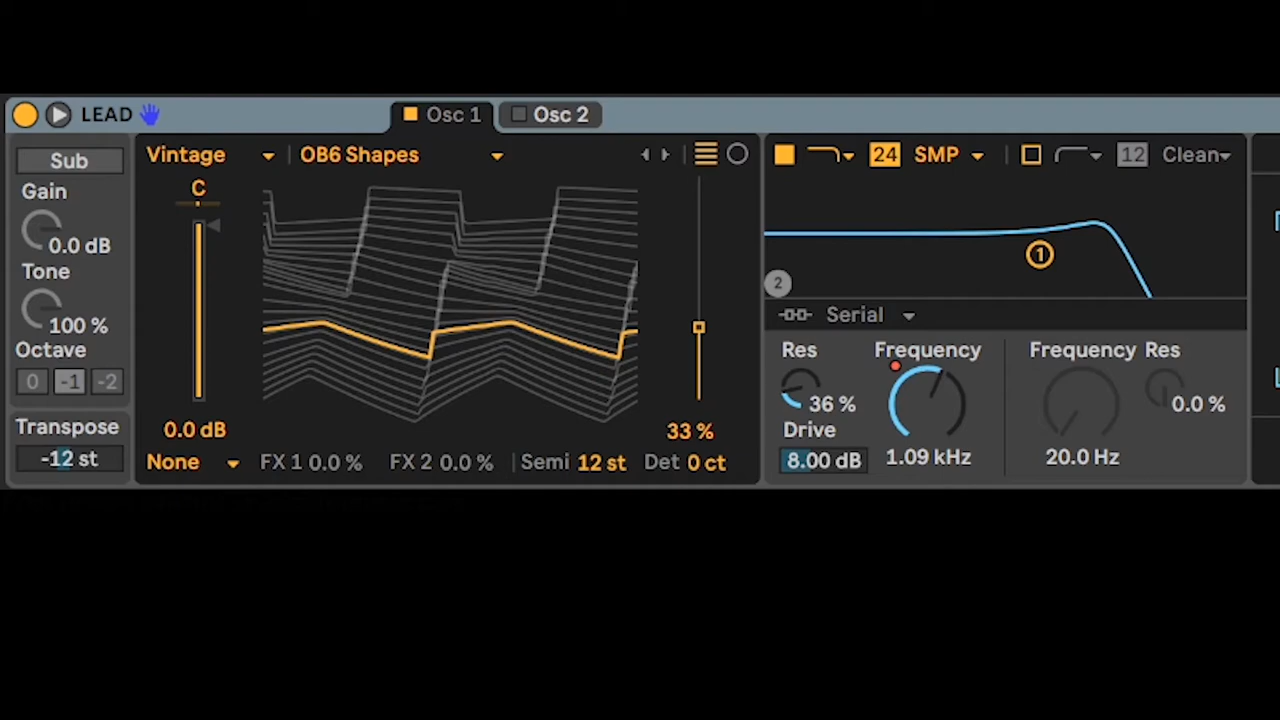 LEAD Osc 1 Osc 2
Sub
Gain
0.0 dB
Tone
100 %
Octave
0 -1 -2
Transpose
-12 st
Vintage OB6 Shapes
C
0.0 dB
33 %
None FX 1 0.0 % FX 2 0.0 % Semi 12 st Det 0 ct
24 SMP 12 Clean
1
2
Serial
Res Frequency Frequency Res
36 % 0.0 %
Drive
8.00 dB 1.09 kHz 20.0 Hz